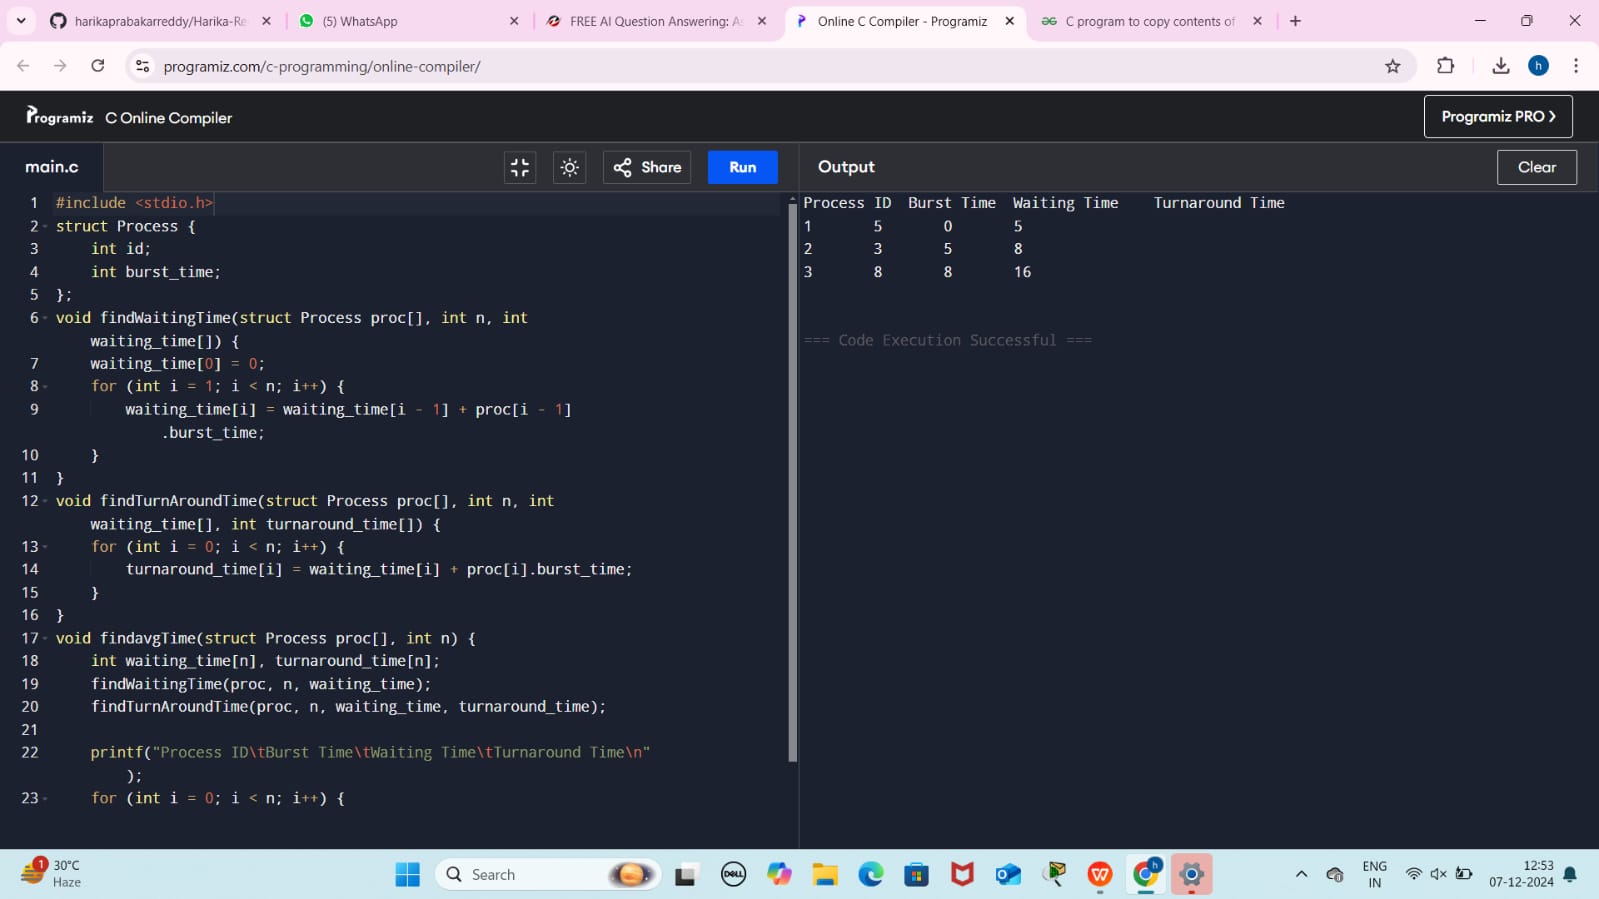 harikaprabakarreddy/Harika-Re
(5) WhatsApp
FREE AI Question Answering: A
Online C Compiler - Programiz
C program to copy contents of
programiz.com/c-programming/online-compiler/
h
Programiz C Online Compiler
Programiz PRO >
main.c
Share
Run
Output
Clear
1 #include <stdio.h>
2 struct Process {
3 int id;
4 int burst_time;
5 };
6 void findWaitingTime(struct Process proc[], int n, int
waiting_time[]) {
7 waiting_time[0] = 0;
8 for (int i = 1; i < n; i++) {
9 waiting_time[i] = waiting_time[i - 1] + proc[i - 1]
.burst_time;
10 }
11 }
12 void findTurnAroundTime(struct Process proc[], int n, int
waiting_time[], int turnaround_time[]) {
13 for (int i = 0; i < n; i++) {
14 turnaround_time[i] = waiting_time[i] + proc[i].burst_time;
15 }
16 }
17 void findavgTime(struct Process proc[], int n) {
18 int waiting_time[n], turnaround_time[n];
19 findWaitingTime(proc, n, waiting_time);
20 findTurnAroundTime(proc, n, waiting_time, turnaround_time);
21
22 printf("Process ID\tBurst Time\tWaiting Time\tTurnaround Time\n"
);
23 for (int i = 0; i < n; i++) {
Process ID Burst Time Waiting Time Turnaround Time
1 5 0 5
2 3 5 8
3 8 8 16
=== Code Execution Successful ===
1
30°C
Haze
Search
DELL
h
ENG
IN
12:53
07-12-2024